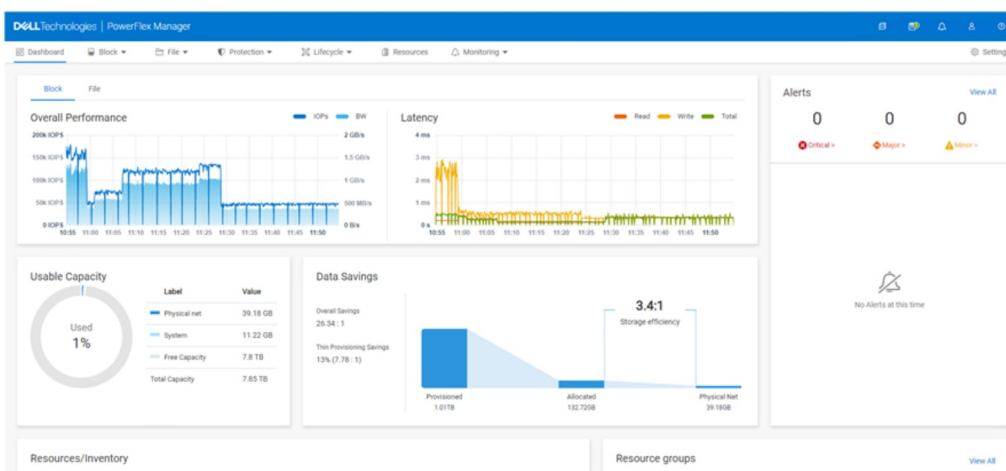 DELLTechnologies | PowerFlex Manager
Dashboard Block File Protection Lifecycle Resources Monitoring Setting
Block File
Overall Performance
IOPs BW
200k IOPS 2 GB/s
150k IOPS 1.5 GB/s
100k IOPS 1 GB/s
50k IOPS 500 MB/s
0 IOPS 0 B/s
10:55 11:00 11:05 11:10 11:15 11:20 11:25 11:30 11:35 11:40 11:45 11:50
Latency
Read Write Total
4 ms
3 ms
2 ms
1 ms
0 s
10:55 11:00 11:05 11:10 11:15 11:20 11:25 11:30 11:35 11:40 11:45 11:50
Alerts View All
0 0 0
Critical > Major > Minor >
No Alerts at this time
Usable Capacity
Used
1%
Label Value
Physical net 39.18 GB
System 11.22 GB
Free Capacity 7.8 TB
Total Capacity 7.85 TB
Data Savings
Overall Savings
26.34 : 1
Thin Provisioning Savings
13% (7.78 : 1)
3.4:1
Storage efficiency
Provisioned
1.01TB
Allocated
132.72GB
Physical Net
39.18GB
Resources/Inventory
Resource groups View All